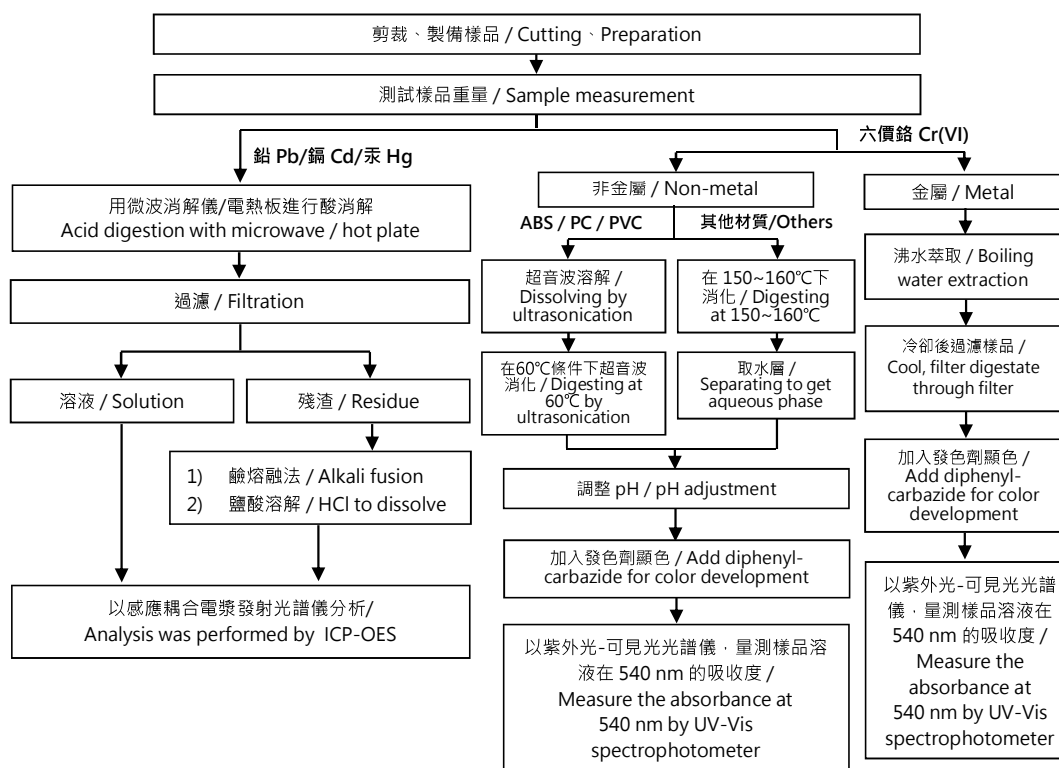 剪裁、製備樣品 / Cutting、Preparation
測試樣品重量 / Sample measurement
鉛 Pb/鎘 Cd/汞 Hg
六價鉻 Cr(VI)
用微波消解儀/電熱板進行酸消解
Acid digestion with microwave / hot plate
過濾 / Filtration
溶液 / Solution
殘渣 / Residue
1) 鹼熔融法 / Alkali fusion
2) 鹽酸溶解 / HCl to dissolve
以感應耦合電漿發射光譜儀分析/
Analysis was performed by ICP-OES
非金屬 / Non-metal
ABS / PC / PVC
其他材質/Others
超音波溶解 /
Dissolving by
ultrasonication
在60℃條件下超音波
消化 / Digesting at
60℃ by
ultrasonication
在 150~160℃下
消化 / Digesting
at 150~160℃
取水層 /
Separating to get
aqueous phase
調整 pH / pH adjustment
加入發色劑顯色 / Add diphenyl-
carbazide for color development
以紫外光-可見光光譜儀，量測樣品溶
液在 540 nm 的吸收度 /
Measure the absorbance at
540 nm by UV-Vis
spectrophotometer
金屬 / Metal
沸水萃取 / Boiling
water extraction
冷卻後過濾樣品 /
Cool, filter digestate
through filter
加入發色劑顯色 /
Add diphenyl-
carbazide for color
development
以紫外光-可見光光譜
儀，量測樣品溶液在
540 nm 的吸收度 /
Measure the
absorbance at
540 nm by UV-Vis
spectrophotometer